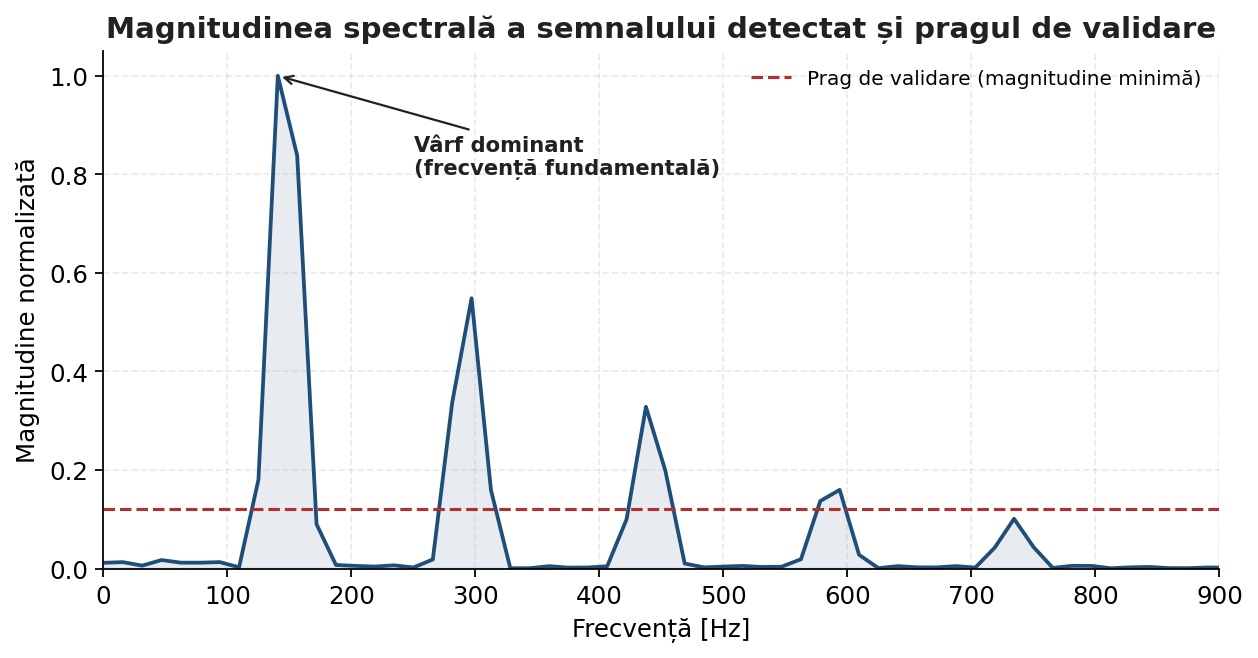 Magnitudinea spectrală a semnalului detectat și pragul de validare
Prag de validare (magnitudine minimă)
Vârf dominant
(frecvență fundamentală)
Magnitudine normalizată
1.0
0.8
0.6
0.4
0.2
0.0
0 100 200 300 400 500 600 700 800 900
Frecvență [Hz]